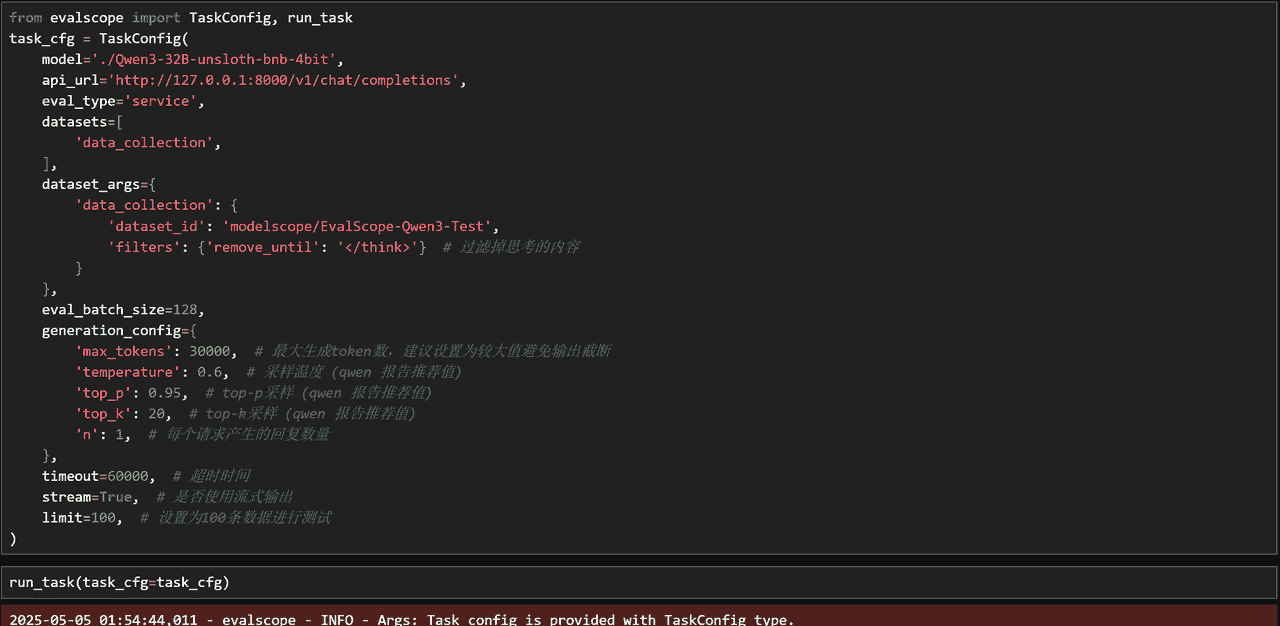 from evalscope import TaskConfig, run_task
task_cfg = TaskConfig(
    model='./Qwen3-32B-unsloth-bnb-4bit',
    api_url='http://127.0.0.1:8000/v1/chat/completions',
    eval_type='service',
    datasets=[
        'data_collection',
    ],
    dataset_args={
        'data_collection': {
            'dataset_id': 'modelscope/EvalScope-Qwen3-Test',
            'filters': {'remove_until': '</think>'}  # 过滤掉思考的内容
        }
    },
    eval_batch_size=128,
    generation_config={
        'max_tokens': 30000,  # 最大生成token数，建议设置为较大值避免输出截断
        'temperature': 0.6,  # 采样温度 (qwen 报告推荐值)
        'top_p': 0.95,  # top-p采样 (qwen 报告推荐值)
        'top_k': 20,  # top-k采样 (qwen 报告推荐值)
        'n': 1,  # 每个请求产生的回复数量
    },
    timeout=60000,  # 超时时间
    stream=True,  # 是否使用流式输出
    limit=100,  # 设置为100条数据进行测试
)
run_task(task_cfg=task_cfg)
2025-05-05 01:54:44,011 - evalscope - INFO - Args: Task config is provided with TaskConfig type.